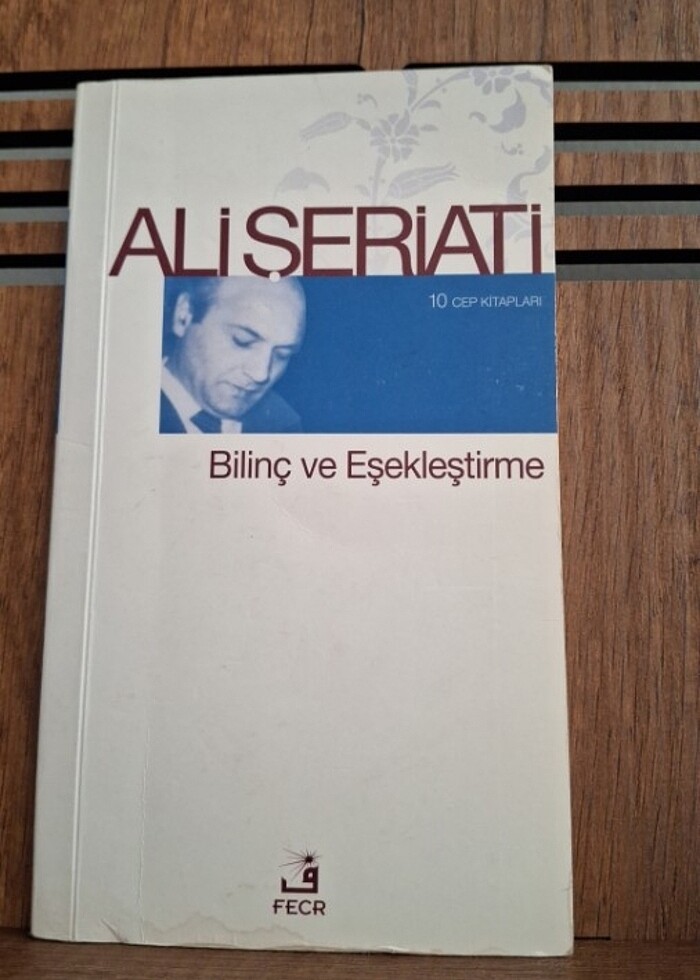 ALİ ŞERİATİ
10 CEP KİTAPLARI
Bilinç ve Eşekleştirme
FECR